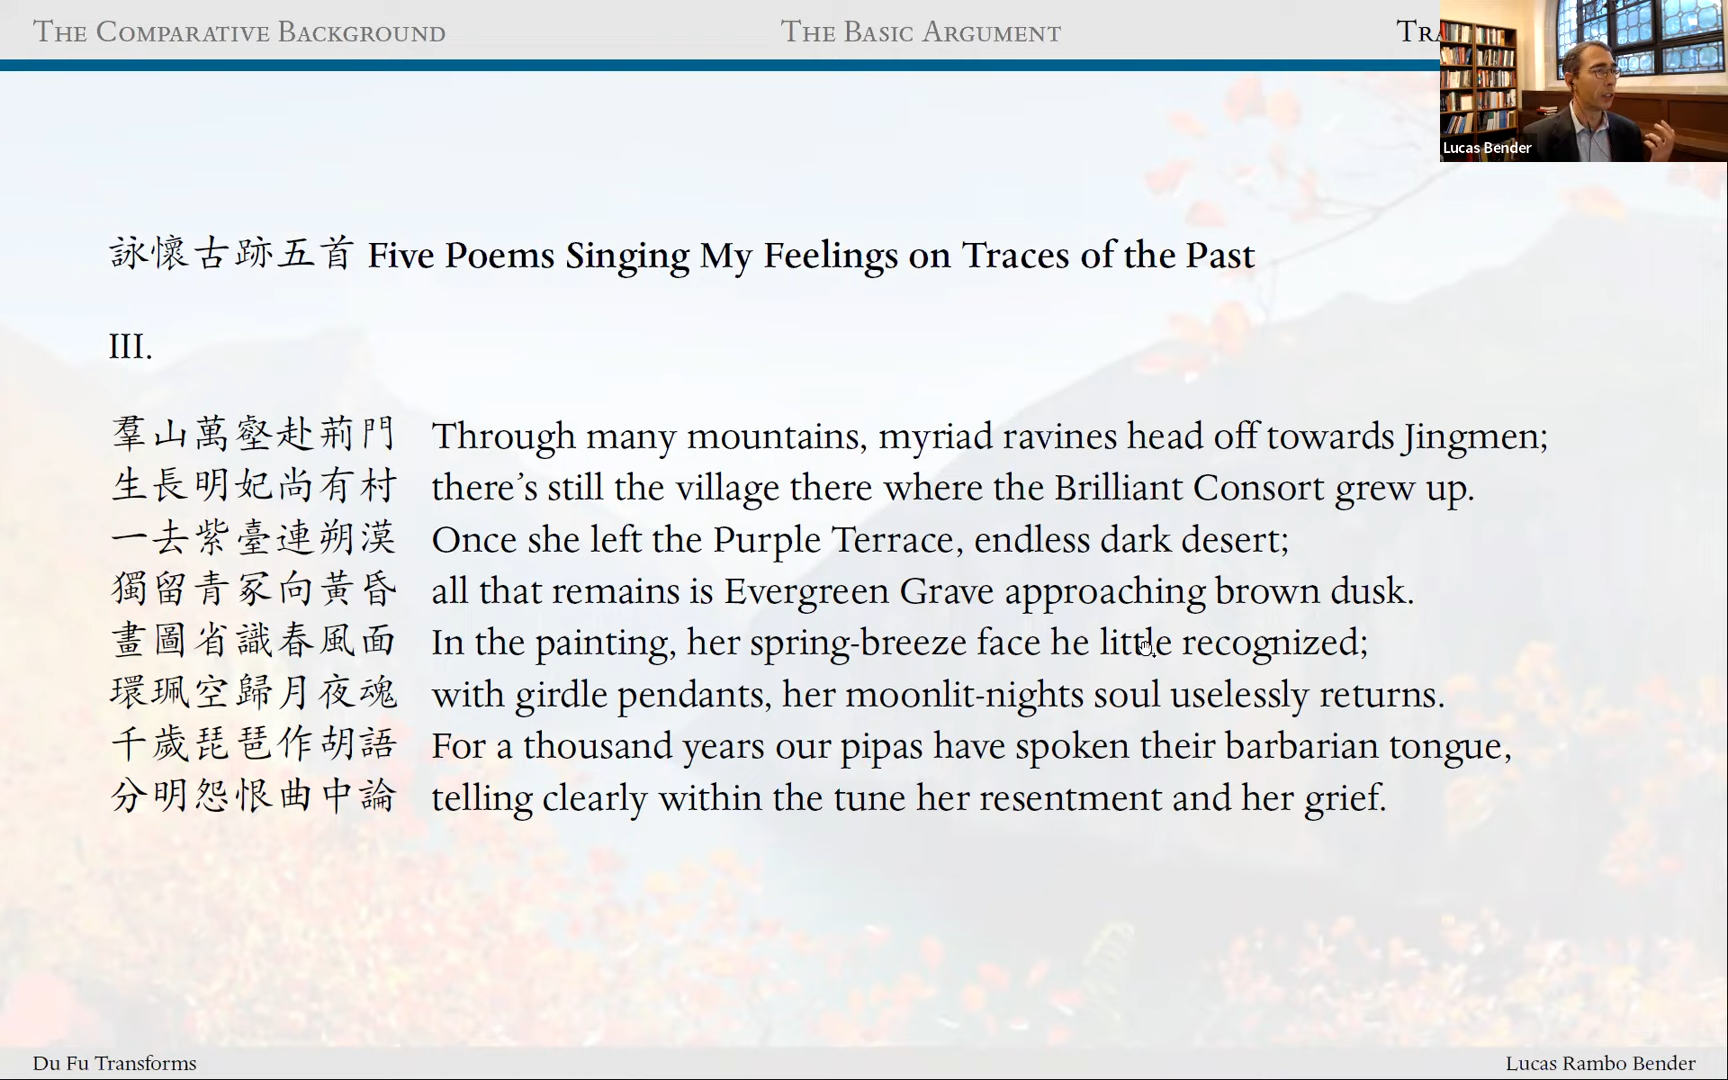 The Comparative Background
The Basic Argument
Lucas Bender
詠懷古跡五首 Five Poems Singing My Feelings on Traces of the Past
III.
羣山萬壑赴荊門 Through many mountains, myriad ravines head off towards Jingmen;
生長明妃尚有村 there’s still the village there where the Brilliant Consort grew up.
一去紫臺連朔漠 Once she left the Purple Terrace, endless dark desert;
獨留青冢向黃昏 all that remains is Evergreen Grave approaching brown dusk.
畫圖省識春風面 In the painting, her spring-breeze face he little recognized;
環珮空歸月夜魂 with girdle pendants, her moonlit-nights soul uselessly returns.
千歲琵琶作胡語 For a thousand years our pipas have spoken their barbarian tongue,
分明怨恨曲中論 telling clearly within the tune her resentment and her grief.
Du Fu Transforms
Lucas Rambo Bender